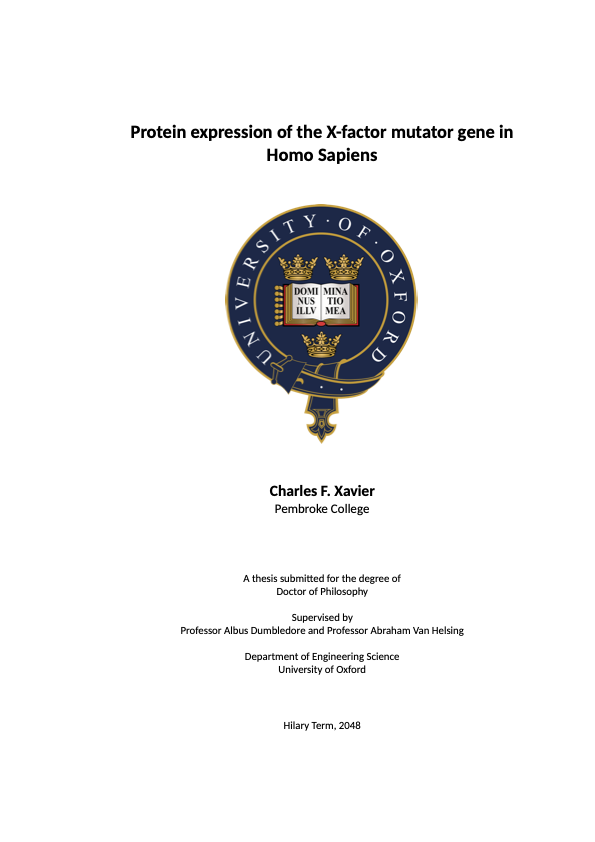 Protein expression of the X-factor mutator gene in
Homo Sapiens
UNIVERSITY·OF·OXFORD
DOMI MINA
NUS TIO
ILLV MEA
Charles F. Xavier
Pembroke College
A thesis submitted for the degree of
Doctor of Philosophy
Supervised by
Professor Albus Dumbledore and Professor Abraham Van Helsing
Department of Engineering Science
University of Oxford
Hilary Term, 2048